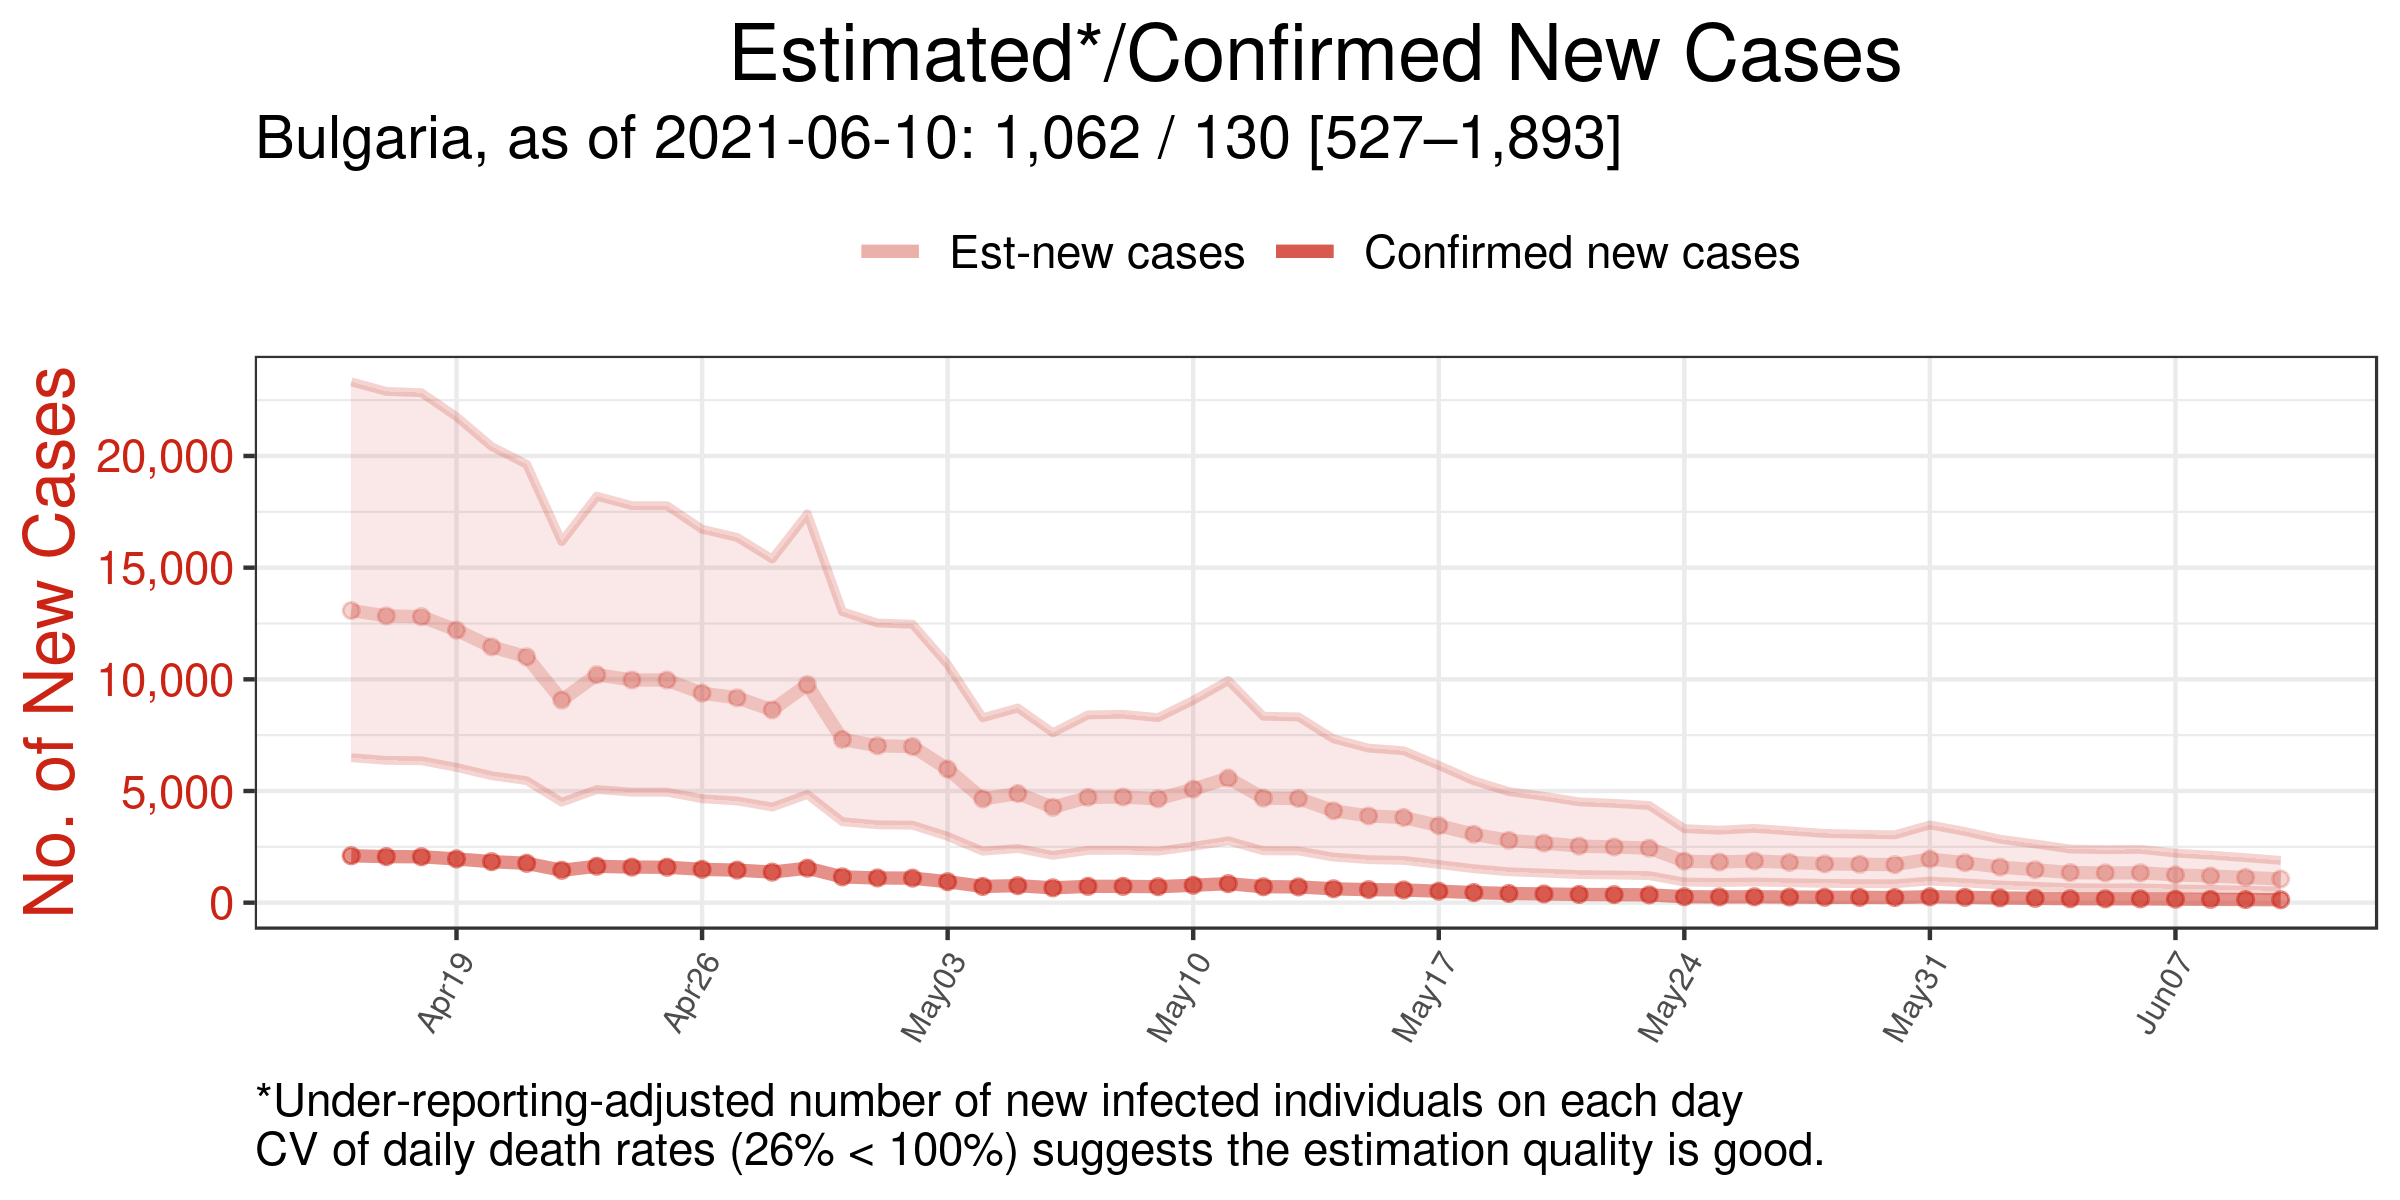 Estimated*/Confirmed New Cases
Bulgaria, as of 2021-06-10: 1,062 / 130 [527–1,893]
Est-new cases Confirmed new cases
No. of New Cases
20,000
15,000
10,000
5,000
0
Apr19 Apr26 May03 May10 May17 May24 May31 Jun07
*Under-reporting-adjusted number of new infected individuals on each day
CV of daily death rates (26% < 100%) suggests the estimation quality is good.